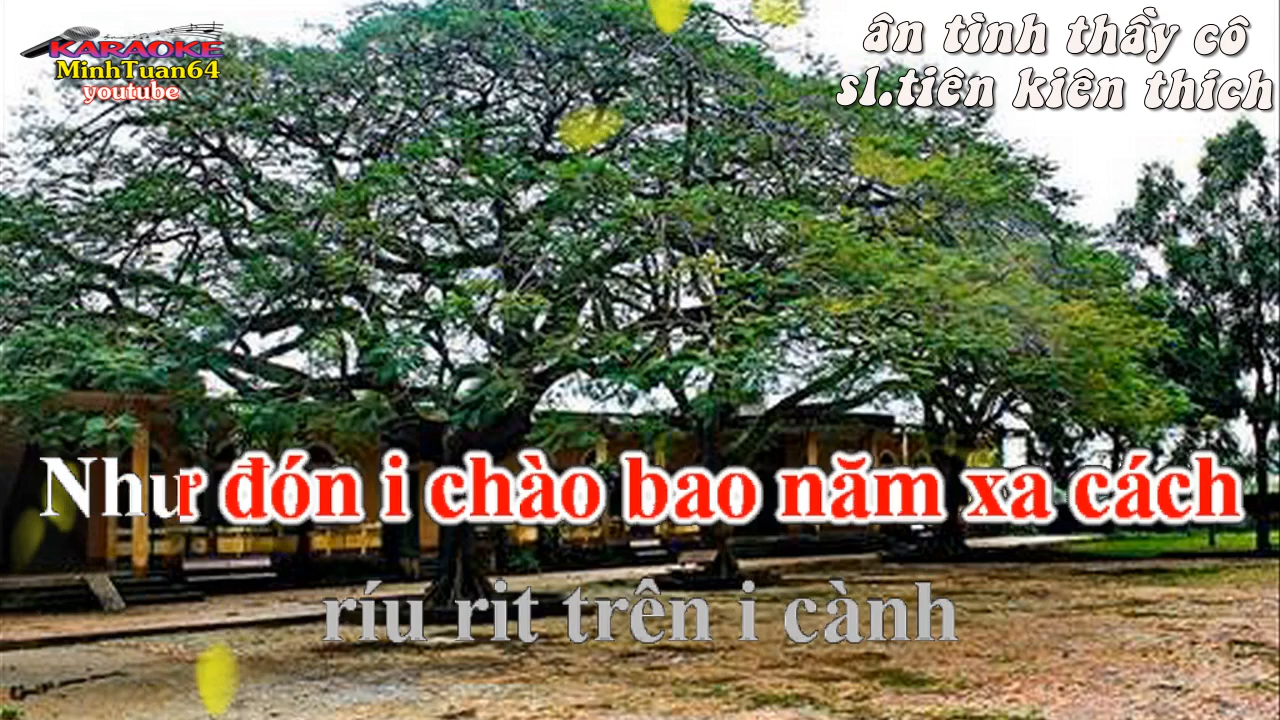 KARAOKE
MinhTuan64
youtube
ân tình thầy cô
sl.tiên kiên thich
Như đón i chào bao năm xa cách
ríu rit trên i cành